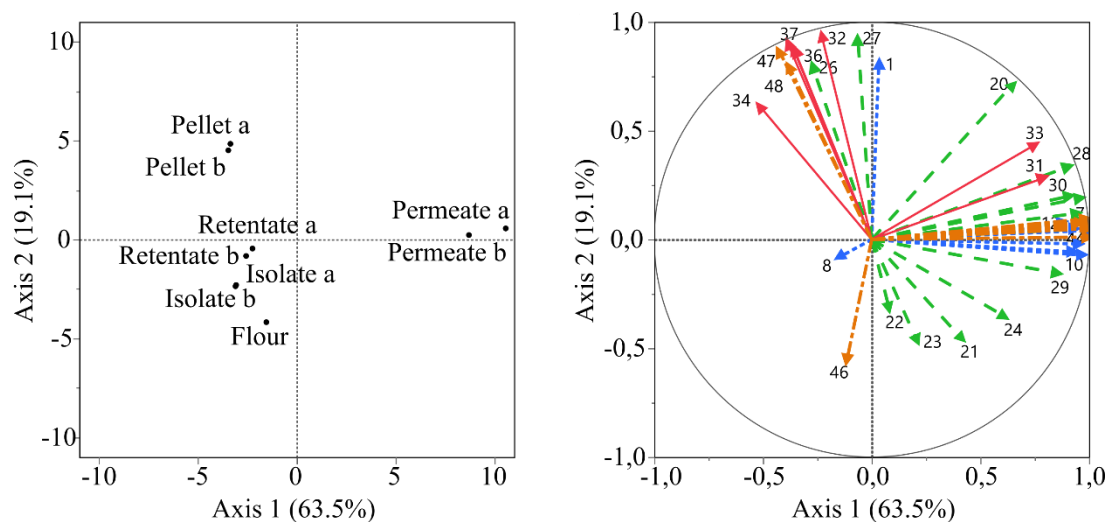 10
5
0
-5
-10
Axis 2 (19.1%)
Pellet a
Pellet b
Retentate a
Permeate a
Retentate b
Isolate a
Permeate b
Isolate b
Flour
-10 -5 0 5 10
Axis 1 (63.5%)
1,0
0,5
0,0
-0,5
-1,0
Axis 2 (19.1%)
37 32 27
47 36 26 1
48
34
20
33
31
28
30
7
8
10
29
22
23
21
24
46
-1,0 -0,5 0,0 0,5 1,0
Axis 1 (63.5%)